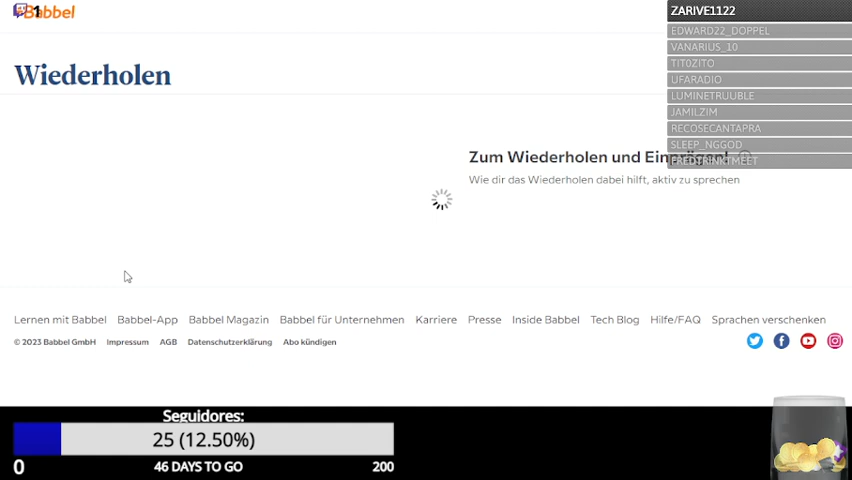 1
Babbel
Wiederholen
Zum Wiederholen und Einprägen!
Wie dir das Wiederholen dabei hilft, aktiv zu sprechen
ZARIVE1122
EDWARD22_DOPPEL
VANARIUS_10
TIT0ZITO
UFARADIO
LUMINETRUUBLE
JAMILZIM
RECOSECANTAPRA
SLEEP_NGGOD
FREDTRINKTMEET
Lernen mit Babbel Babbel-App Babbel Magazin Babbel für Unternehmen Karriere Presse Inside Babbel Tech Blog Hilfe/FAQ Sprachen verschenken
© 2023 Babbel GmbH Impressum AGB Datenschutzerklärung Abo kündigen
Seguidores:
25 (12.50%)
0 46 DAYS TO GO 200